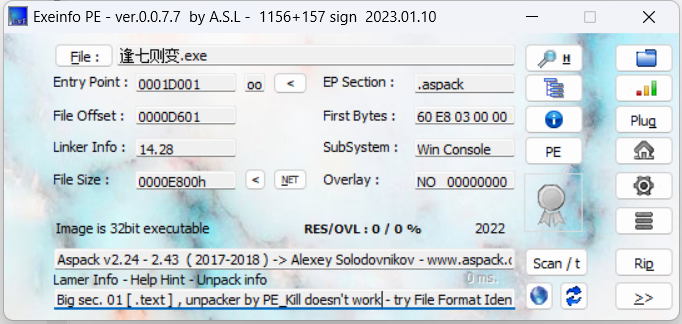 Exeinfo PE - ver.0.0.7.7 by A.S.L - 1156+157 sign 2023.01.10
File : 逢七则变.exe H
Entry Point : 0001D001 oo < EP Section : .aspack
File Offset : 0000D601 First Bytes : 60 E8 03 00 00 Plug
Linker Info : 14.28 SubSystem : Win Console PE
File Size : 0000E800h < NET Overlay : NO 00000000
Image is 32bit executable RES/OVL : 0 / 0 % 2022
Aspack v2.24 - 2.43 ( 2017-2018 ) -> Alexey Solodovnikov - www.aspack.c Scan / t Rip
Lamer Info - Help Hint - Unpack info 0 ms.
Big sec. 01 [ .text ] , unpacker by PE_Kill doesn't work - try File Format Iden >>